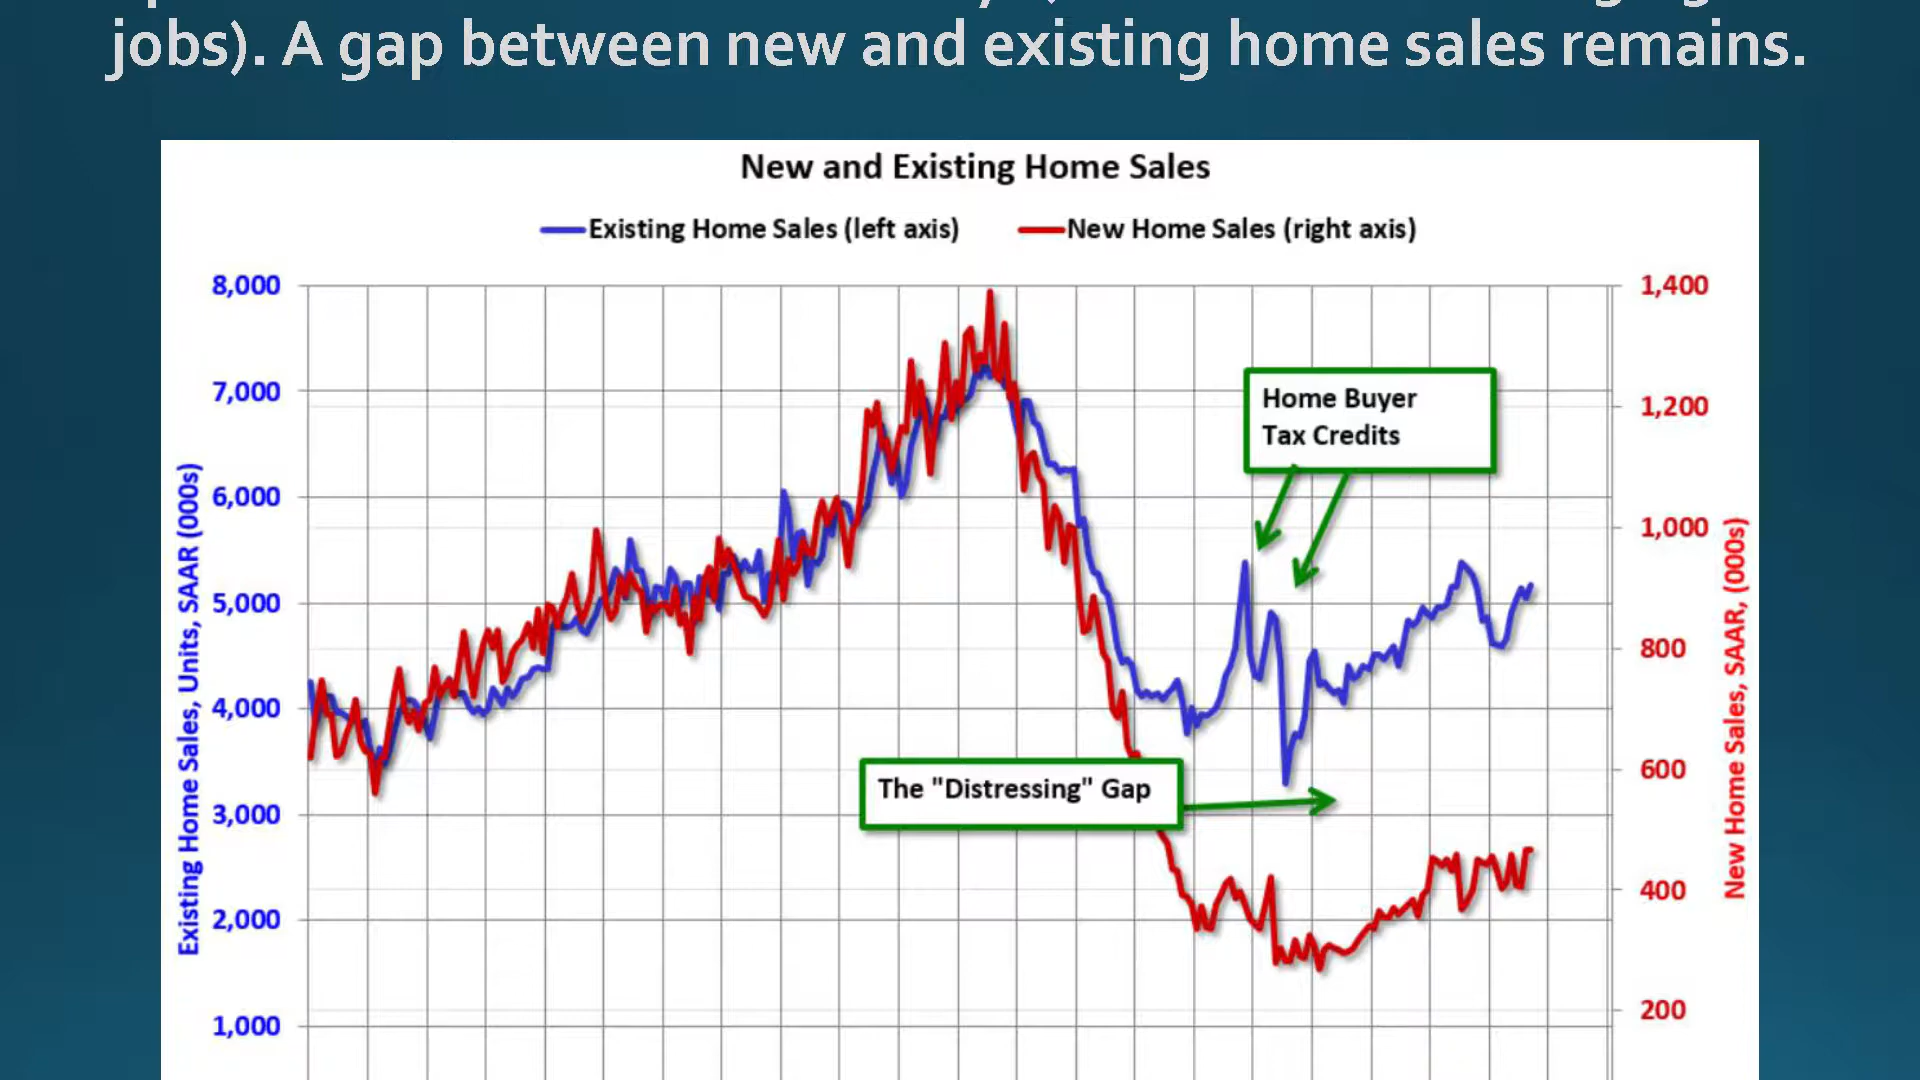 jobs). A gap between new and existing home sales remains.
New and Existing Home Sales
Existing Home Sales (left axis)
New Home Sales (right axis)
8,000
7,000
6,000
5,000
4,000
3,000
2,000
1,000
Existing Home Sales, Units, SAAR (000s)
Home Buyer
Tax Credits
The "Distressing" Gap
1,400
1,200
1,000
800
600
400
200
New Home Sales, SAAR, (000s)